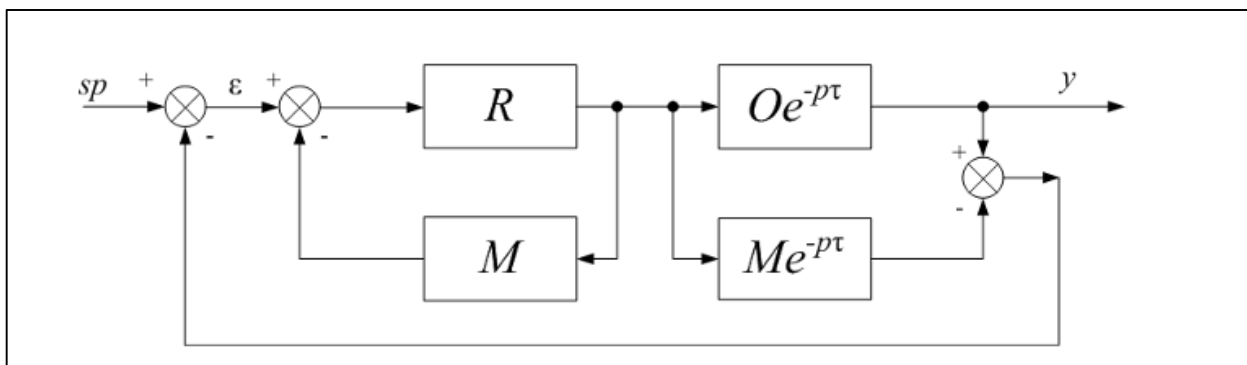 sp + ε + R Oe^{-pτ} y
- - + -
M Me^{-pτ}